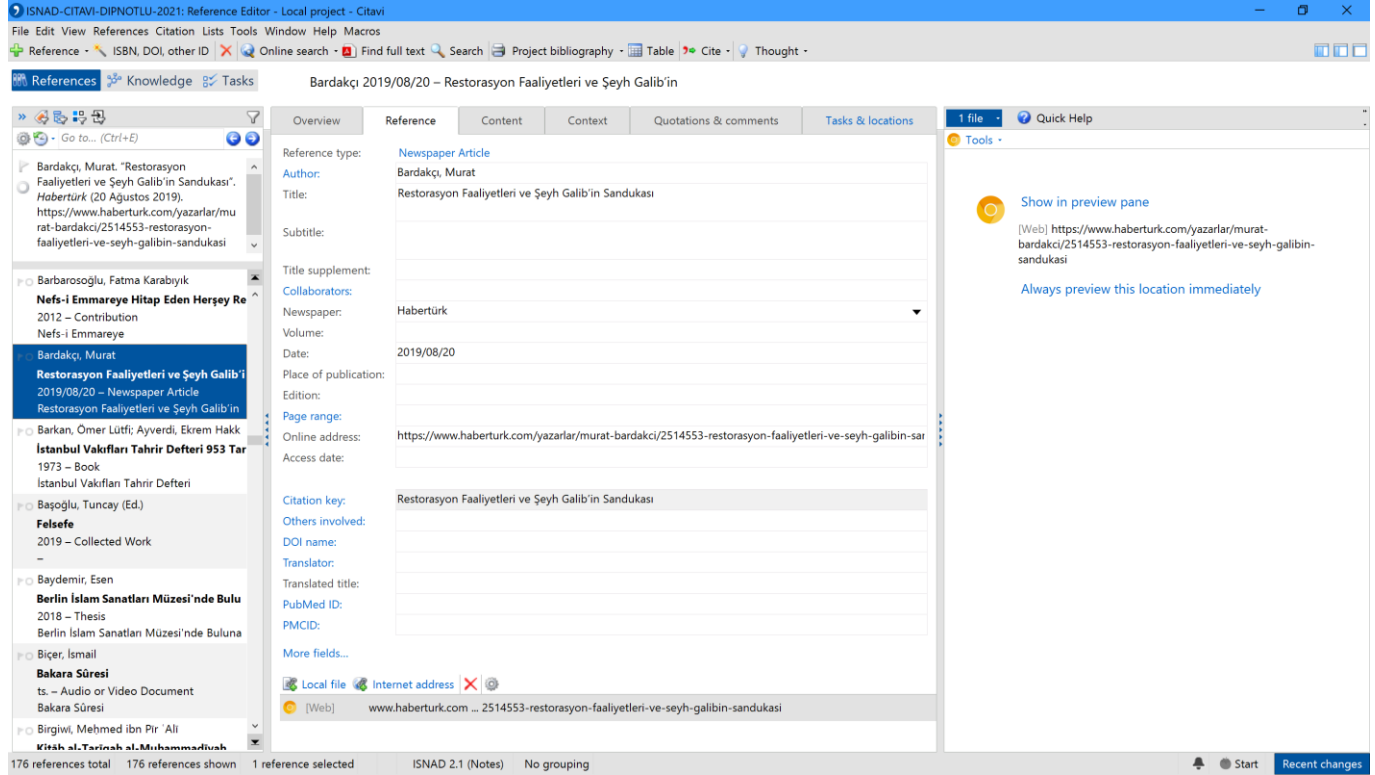 ISNAD-CITAVI-DIPNOTLU-2021: Reference Editor - Local project - Citavi
File Edit View References Citation Lists Tools Window Help Macros
Reference ISBN, DOI, other ID Online search Find full text Search Project bibliography Table Cite Thought
References Knowledge Tasks
Bardakçı 2019/08/20 – Restorasyon Faaliyetleri ve Şeyh Galib'in
Go to... (Ctrl+E)
Bardakçı, Murat. "Restorasyon
Faaliyetleri ve Şeyh Galib'in Sandukası".
Habertürk (20 Ağustos 2019).
https://www.haberturk.com/yazarlar/mu
rat-bardakci/2514553-restorasyon-
faaliyetleri-ve-seyh-galibin-sandukasi
Barbarosoğlu, Fatma Karabıyık
Nefs-i Emmareye Hitap Eden Herşey Re
2012 – Contribution
Nefs-i Emmareye
Bardakçı, Murat
Restorasyon Faaliyetleri ve Şeyh Galib'i
2019/08/20 – Newspaper Article
Restorasyon Faaliyetleri ve Şeyh Galib'in
Barkan, Ömer Lütfi; Ayverdi, Ekrem Hakk
İstanbul Vakıfları Tahrir Defteri 953 Tar
1973 – Book
İstanbul Vakıfları Tahrir Defteri
Başoğlu, Tuncay (Ed.)
Felsefe
2019 – Collected Work
–
Baydemir, Esen
Berlin İslam Sanatları Müzesi'nde Bulu
2018 – Thesis
Berlin İslam Sanatları Müzesi'nde Buluna
Biçer, İsmail
Bakara Sûresi
ts. – Audio or Video Document
Bakara Sûresi
Birgiwī, Meḥmed ibn Pīr ʿAlī
Kitāb al-Ṭarīqah al-Muḥammadīyah
Overview Reference Content Context Quotations & comments Tasks & locations
Reference type: Newspaper Article
Author: Bardakçı, Murat
Title: Restorasyon Faaliyetleri ve Şeyh Galib'in Sandukası
Subtitle:
Title supplement:
Collaborators:
Newspaper: Habertürk
Volume:
Date: 2019/08/20
Place of publication:
Edition:
Page range:
Online address: https://www.haberturk.com/yazarlar/murat-bardakci/2514553-restorasyon-faaliyetleri-ve-seyh-galibin-sar
Access date:
Citation key: Restorasyon Faaliyetleri ve Şeyh Galib'in Sandukası
Others involved:
DOI name:
Translator:
Translated title:
PubMed ID:
PMCID:
More fields...
Local file Internet address
[Web] www.haberturk.com ... 2514553-restorasyon-faaliyetleri-ve-seyh-galibin-sandukasi
1 file Quick Help
Tools
Show in preview pane
[Web] https://www.haberturk.com/yazarlar/murat-
bardakci/2514553-restorasyon-faaliyetleri-ve-seyh-galibin-
sandukasi
Always preview this location immediately
176 references total 176 references shown 1 reference selected ISNAD 2.1 (Notes) No grouping Start Recent changes